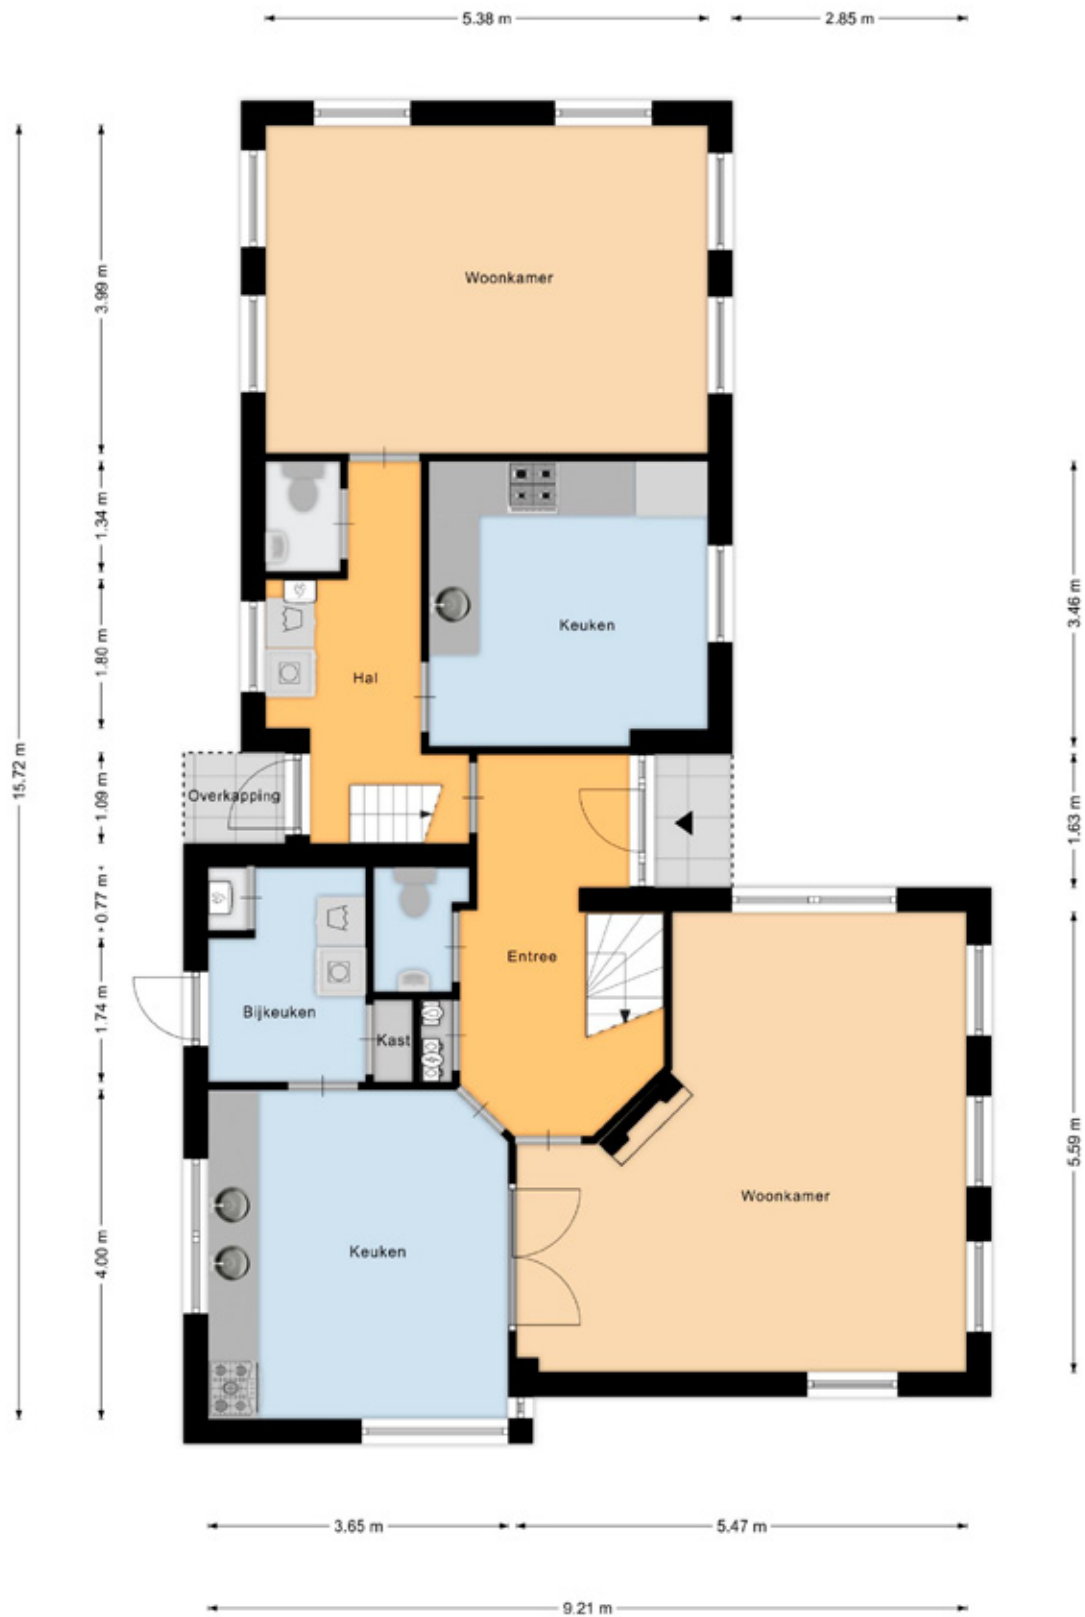 5.38 m
2.85 m
Woonkamer
3.99 m
1.34 m
3.46 m
Keuken
1.80 m
Hal
15.72 m
Overkapping
1.09 m
1.63 m
0.77 m
Entree
Bijkeuken
1.74 m
Kast
5.59 m
Woonkamer
Keuken
4.00 m
3.65 m
5.47 m
9.21 m